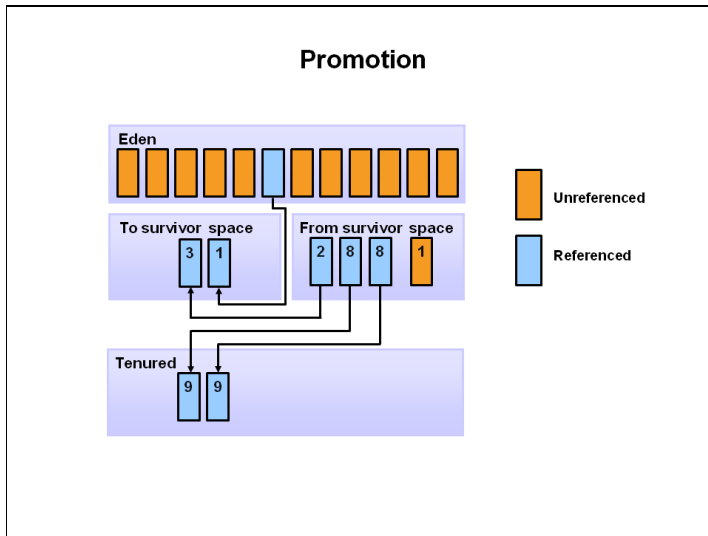 Promotion
Eden
Unreferenced
To survivor space
From survivor space
3 1
2 8 8 1
Referenced
Tenured
9 9